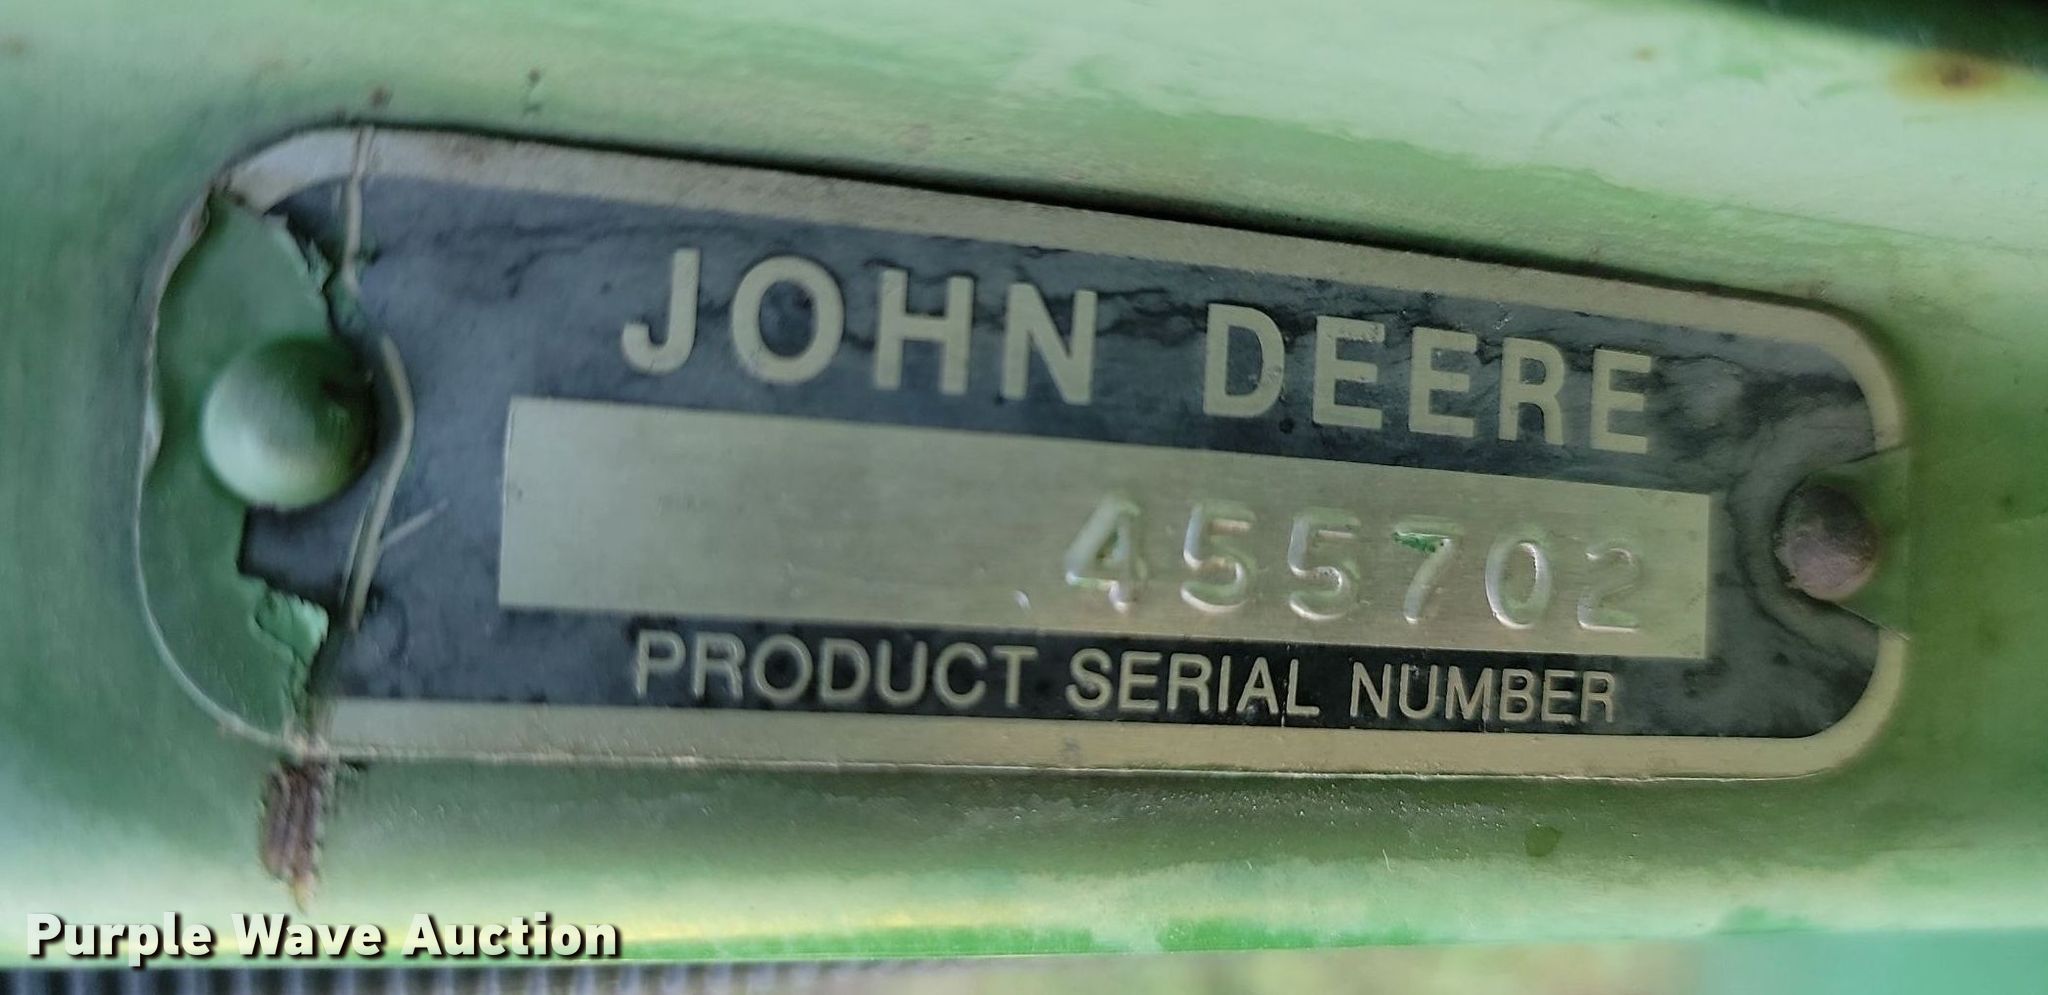 JOHN DEERE
455702
PRODUCT SERIAL NUMBER
Purple Wave Auction